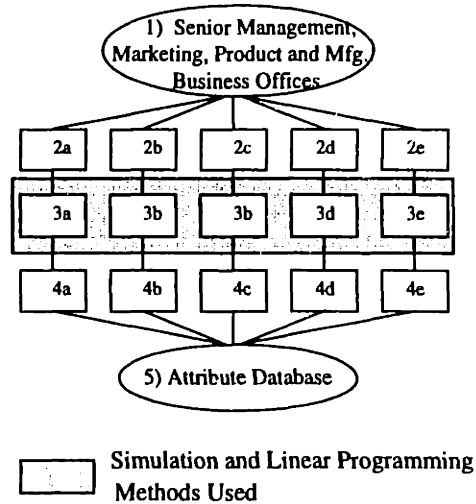 1) Senior Management,
Marketing, Product and Mfg.
Business Offices
2a 2b 2c 2d 2e
3a 3b 3b 3d 3e
4a 4b 4c 4d 4e
5) Attribute Database
Simulation and Linear Programming
Methods Used